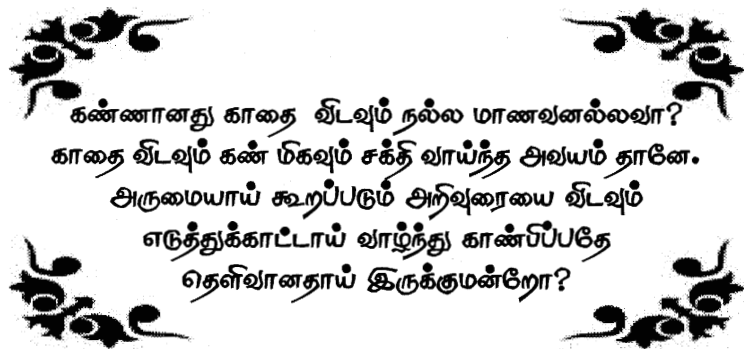 கண்ணானது காதை விடவும் நல்ல மாணவனல்லவா?
காதை விடவும் கண் மிகவும் சக்தி வாய்ந்த அவயம் தானே.
அருமையாய் கூறப்படும் அறிவுரையை விடவும்
எடுத்துக்காட்டாய் வாழ்ந்து காண்பிப்பதே
தெளிவானதாய் இருக்குமன்றோ?